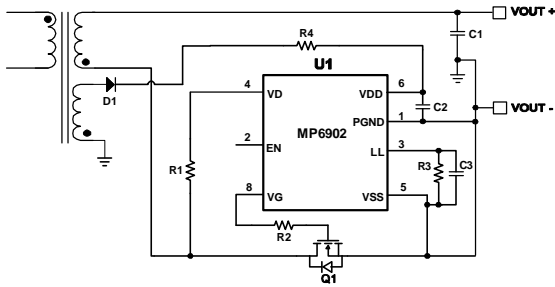 VOUT +
R4
C1
U1
D1
4
VD
VDD
6
C2
VOUT -
PGND
1
MP6902
2
EN
LL
3
R1
R3
C3
8
VG
VSS
5
R2
Q1